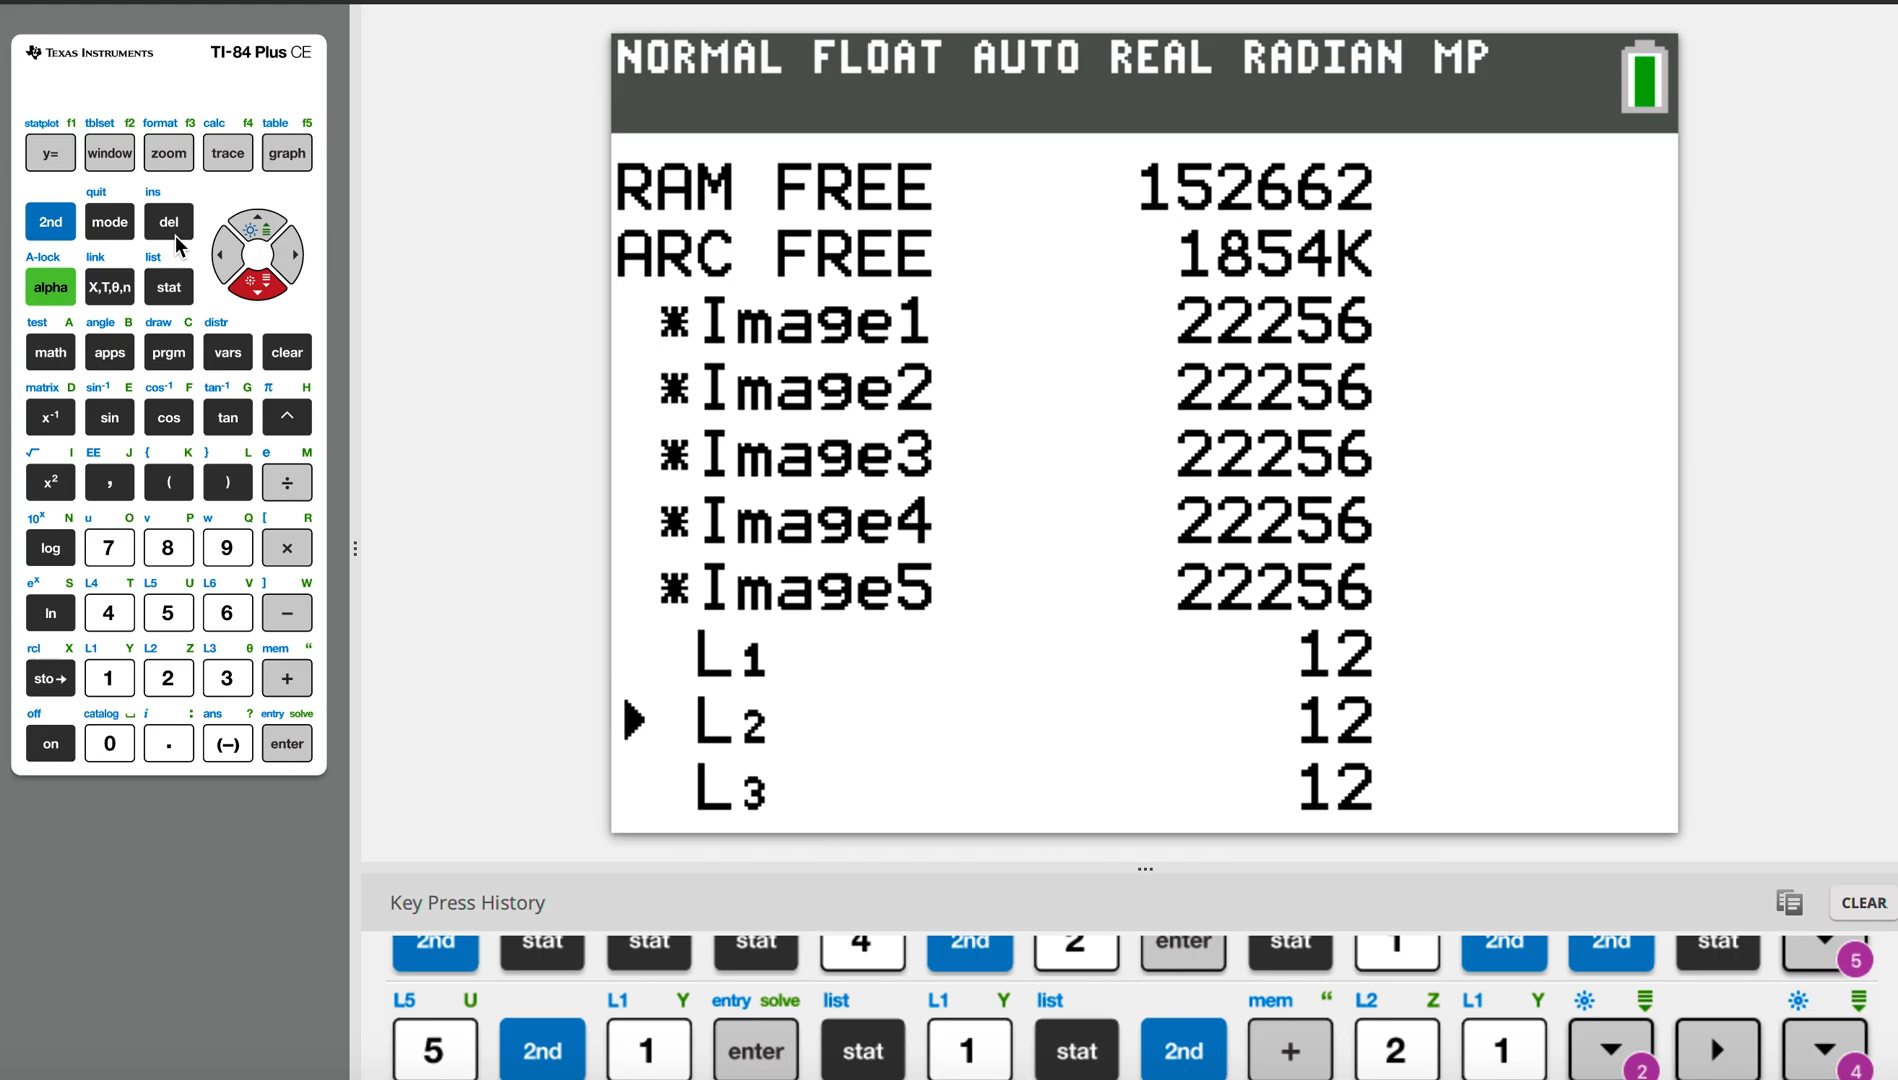 TEXAS INSTRUMENTS TI-84 Plus CE
statplot f1 tblset f2 format f3 calc f4 table f5
y= window zoom trace graph
quit ins
2nd mode del
A-lock link list
alpha X,T,θ,n stat
test A angle B draw C distr
math apps prgm vars clear
matrix D sin⁻¹ E cos⁻¹ F tan⁻¹ G π H
x⁻¹ sin cos tan ^
√‾ I EE J { K } L e M
x² , ( ) ÷
10ˣ N u O v P w Q [ R
log 7 8 9 ×
eˣ S L4 T L5 U L6 V ] W
ln 4 5 6 −
rcl X L1 Y L2 Z L3 θ mem “
sto→ 1 2 3 +
off catalog ⎵ i : ans ? entry solve
on 0 . (−) enter
NORMAL FLOAT AUTO REAL RADIAN MP
RAM FREE 152662
ARC FREE 1854K
*Image1 22256
*Image2 22256
*Image3 22256
*Image4 22256
*Image5 22256
L₁ 12
▶ L₂ 12
L₃ 12
Key Press History CLEAR
2nd stat stat stat 4 2nd 2 enter stat 1 2nd 2nd stat 5
L5 U L1 Y entry solve list L1 Y list mem “ L2 Z L1 Y
5 2nd 1 enter stat 1 stat 2nd + 2 1 2 4